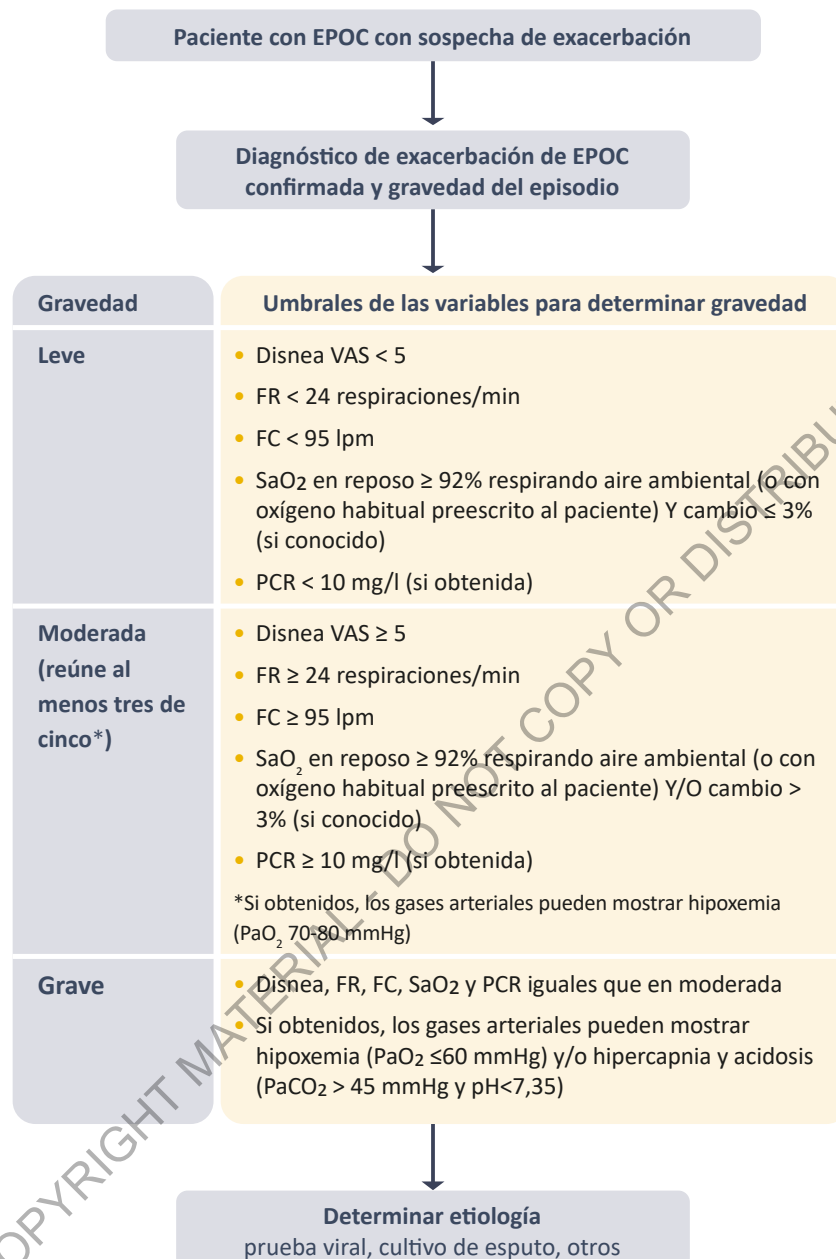 Paciente con EPOC con sospecha de exacerbación
Diagnóstico de exacerbación de EPOC
confirmada y gravedad del episodio
Gravedad
Umbrales de las variables para determinar gravedad
Leve
• Disnea VAS < 5
• FR < 24 respiraciones/min
• FC < 95 lpm
• SaO2 en reposo ≥ 92% respirando aire ambiental (o con
oxígeno habitual preescrito al paciente) Y cambio ≤ 3%
(si conocido)
• PCR < 10 mg/l (si obtenida)
Moderada
(reúne al
menos tres de
cinco*)
• Disnea VAS ≥ 5
• FR ≥ 24 respiraciones/min
• FC ≥ 95 lpm
• SaO₂ en reposo ≥ 92% respirando aire ambiental (o con
oxígeno habitual preescrito al paciente) Y/O cambio >
3% (si conocido)
• PCR ≥ 10 mg/l (si obtenida)
*Si obtenidos, los gases arteriales pueden mostrar hipoxemia
(PaO₂ 70-80 mmHg)
Grave
• Disnea, FR, FC, SaO2 y PCR iguales que en moderada
• Si obtenidos, los gases arteriales pueden mostrar
hipoxemia (PaO2 ≤60 mmHg) y/o hipercapnia y acidosis
(PaCO2 > 45 mmHg y pH<7,35)
Determinar etiología
prueba viral, cultivo de esputo, otros
COPYRIGHT MATERIAL - DO NOT COPY OR DISTRIBU